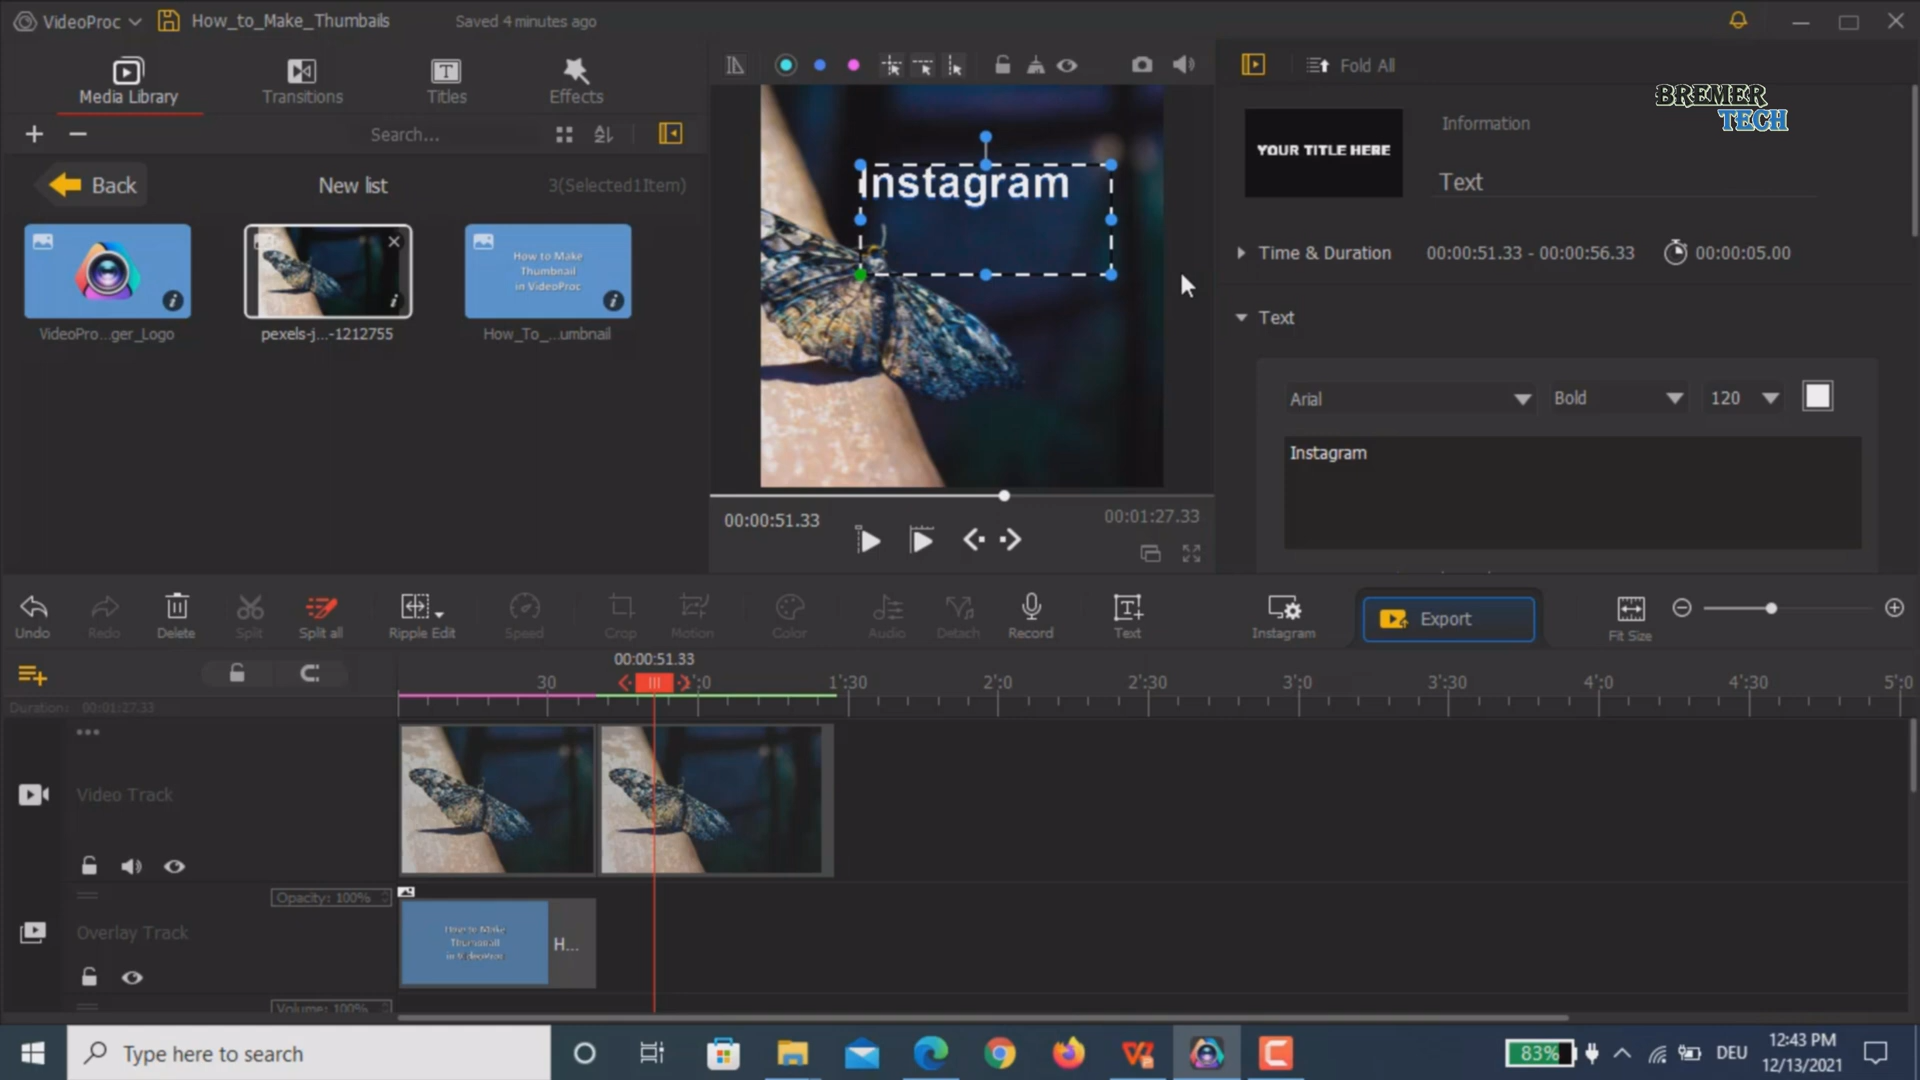 VideoProc
How_to_Make_Thumbails
Saved 4 minutes ago
Media Library
Transitions
Titles
Effects
Search...
Back
New list
3(Selected1Item)
How to Make
Thumbnail
in VideoProc
VideoPro...ger_Logo
pexels-j...-1212755
How_To_...umbnail
Instagram
00:00:51.33
00:01:27.33
Fold All
BREMER
TECH
YOUR TITLE HERE
Information
Text
Time & Duration
00:00:51.33 - 00:00:56.33
00:00:05.00
Text
Arial
Bold
120
Instagram
Undo
Redo
Delete
Split
Split all
Ripple Edit
Speed
Crop
Motion
Color
Audio
Detach
Record
Text
Instagram
Export
Fit Size
00:00:51.33
30
1':30
2':0
2':30
3':0
3':30
4':0
4':30
5':0
Duration: 00:01:27.33
Video Track
Opacity: 100%
Overlay Track
How to Make
Thumbnail
in VideoProc
H...
Volume: 100%
Type here to search
83%
DEU
12:43 PM
12/13/2021